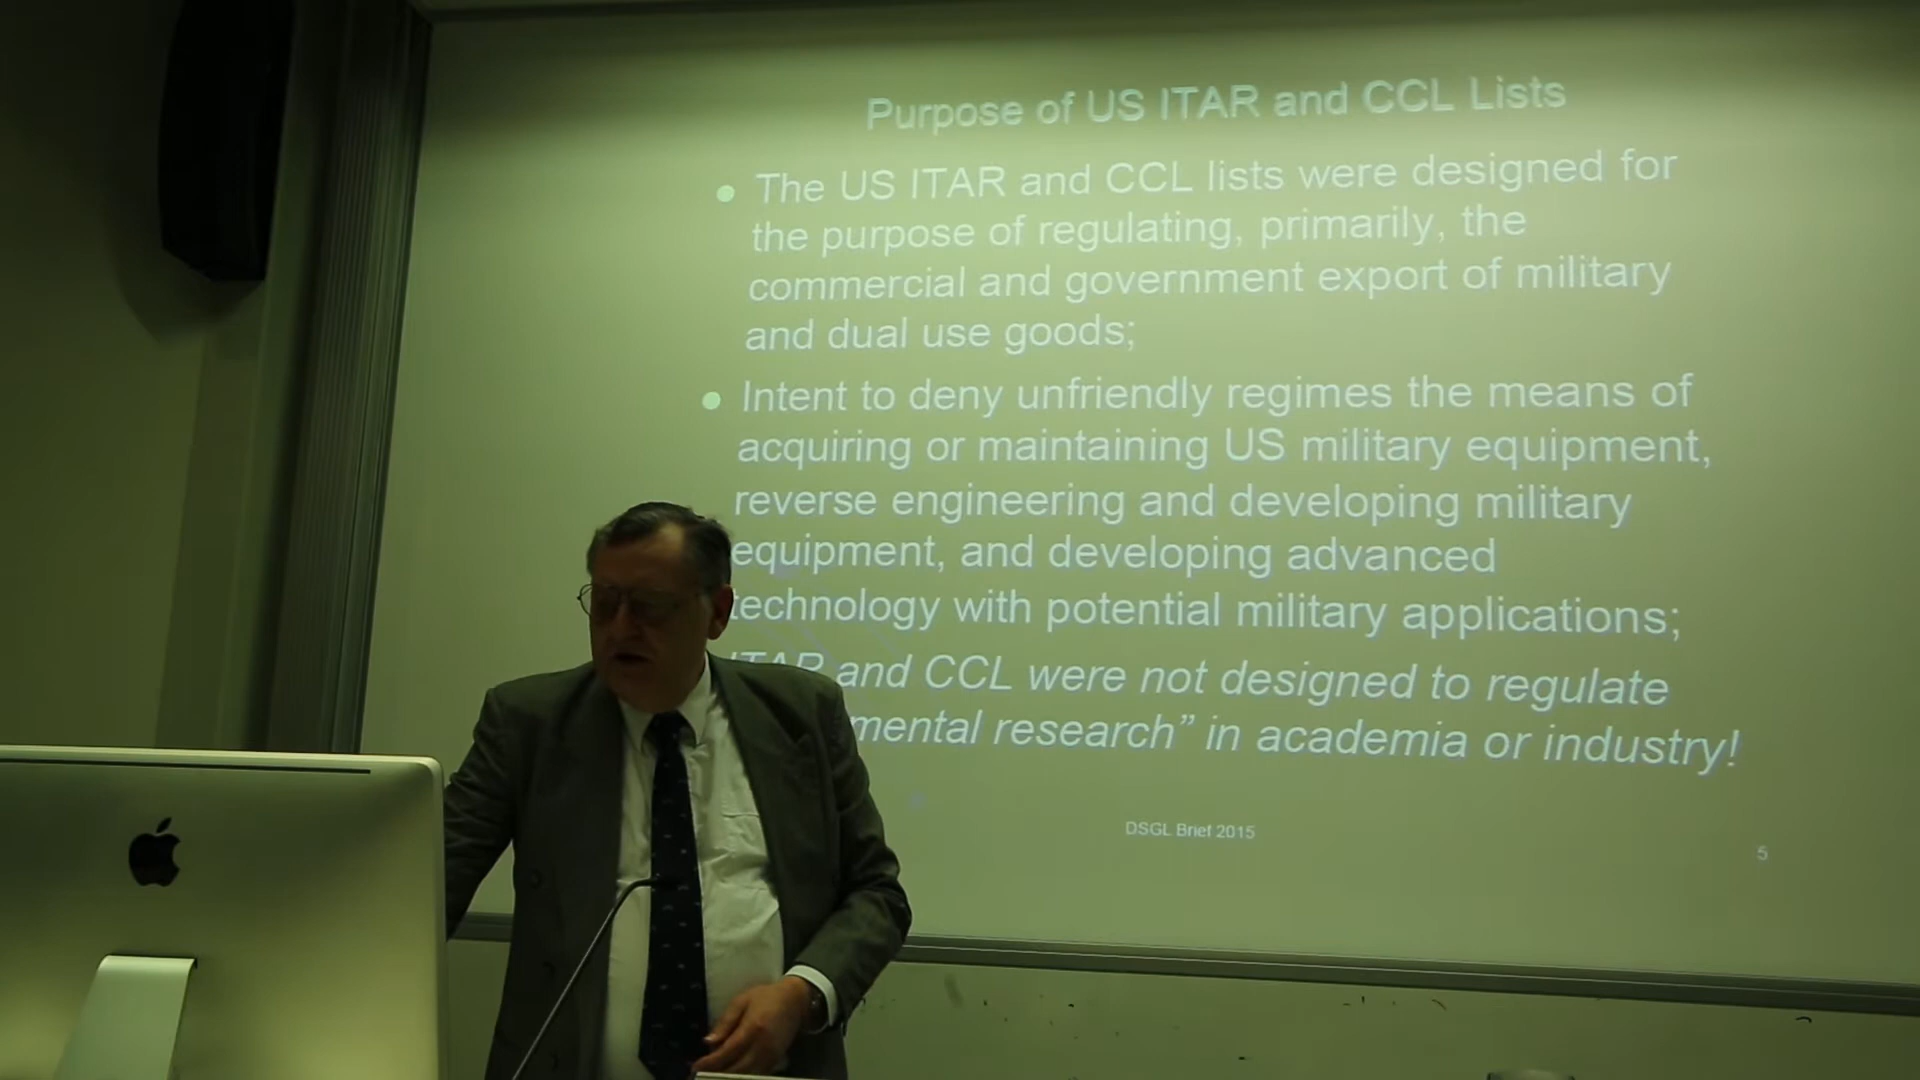 Purpose of US ITAR and CCL Lists
• The US ITAR and CCL lists were designed for
the purpose of regulating, primarily, the
commercial and government export of military
and dual use goods;
• Intent to deny unfriendly regimes the means of
acquiring or maintaining US military equipment,
reverse engineering and developing military
equipment, and developing advanced
technology with potential military applications;
ITAR and CCL were not designed to regulate
mental research” in academia or industry!
DSGL Brief 2015
5